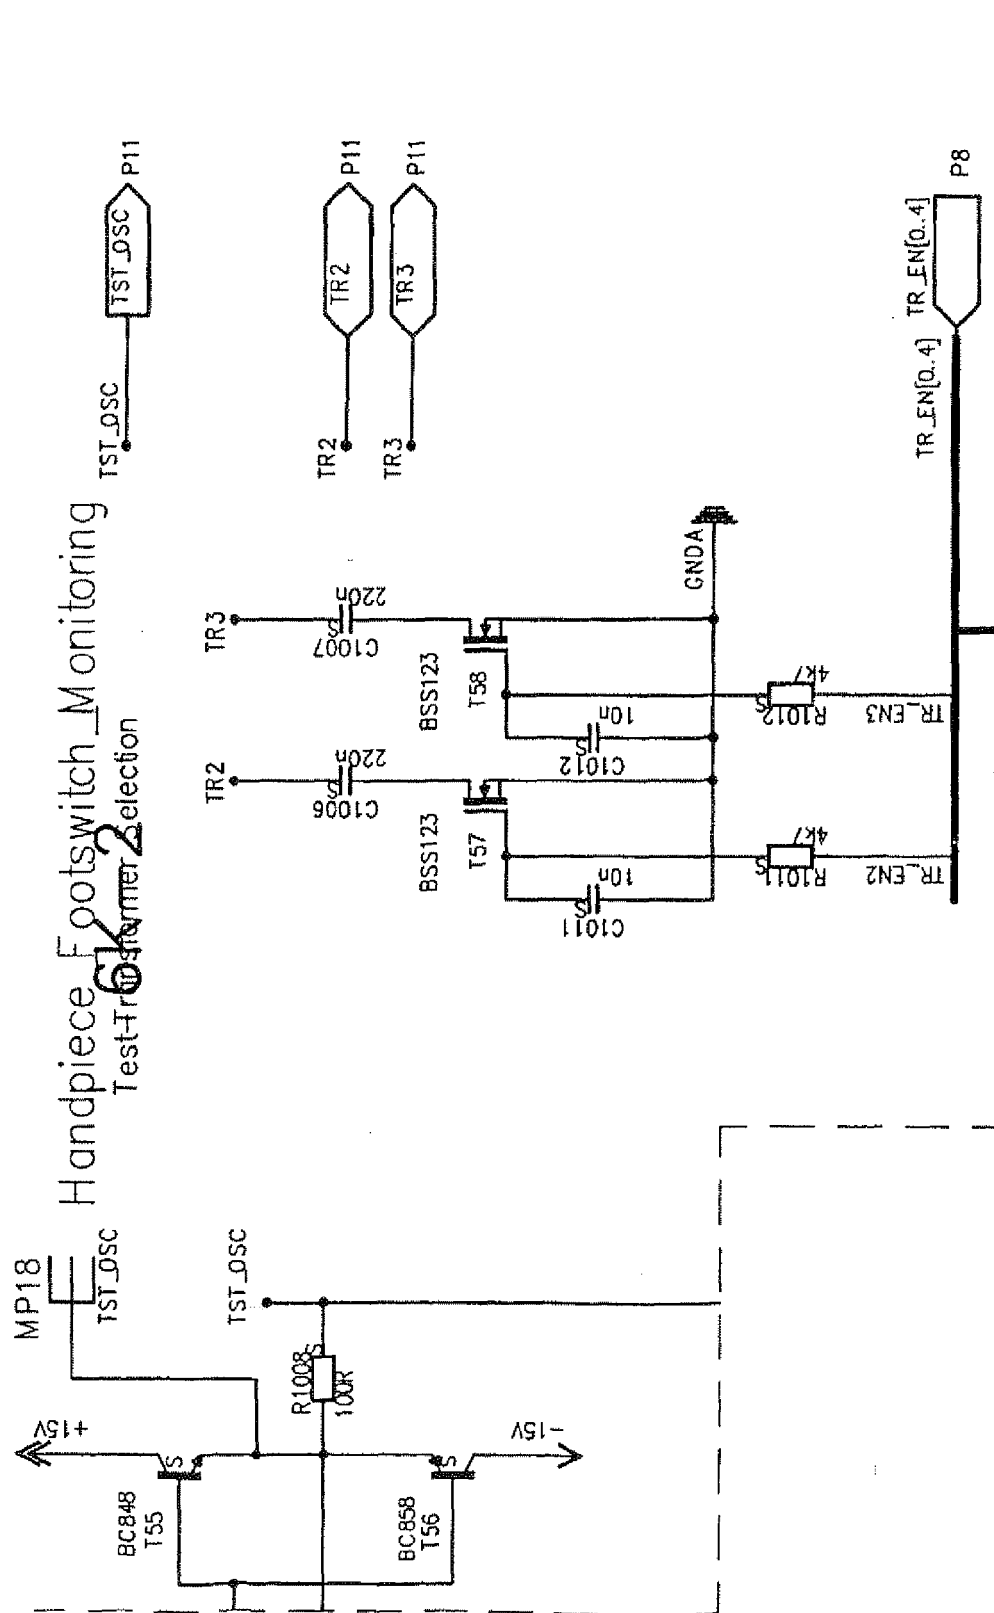 MP18
TST_OSC
Handpiece_Footswitch_Monitoring
6/2
Test-Transformer Selection
TST_OSC
TST_OSC
P11
TR2
TR2
P11
TR3
TR3
P11
+15V
S
BC848
T55
TST_OSC
R1008
S
100R
-15V
S
BC858
T56
TR2
C1006
S
220n
BSS123
T57
C1011
S
10n
R1011
S
4k7
TR_EN2
TR3
C1007
S
220n
BSS123
T58
C1012
S
10n
R1012
S
4k7
TR_EN3
GNDA
TR_EN[0..4]
TR_EN[0..4]
P8